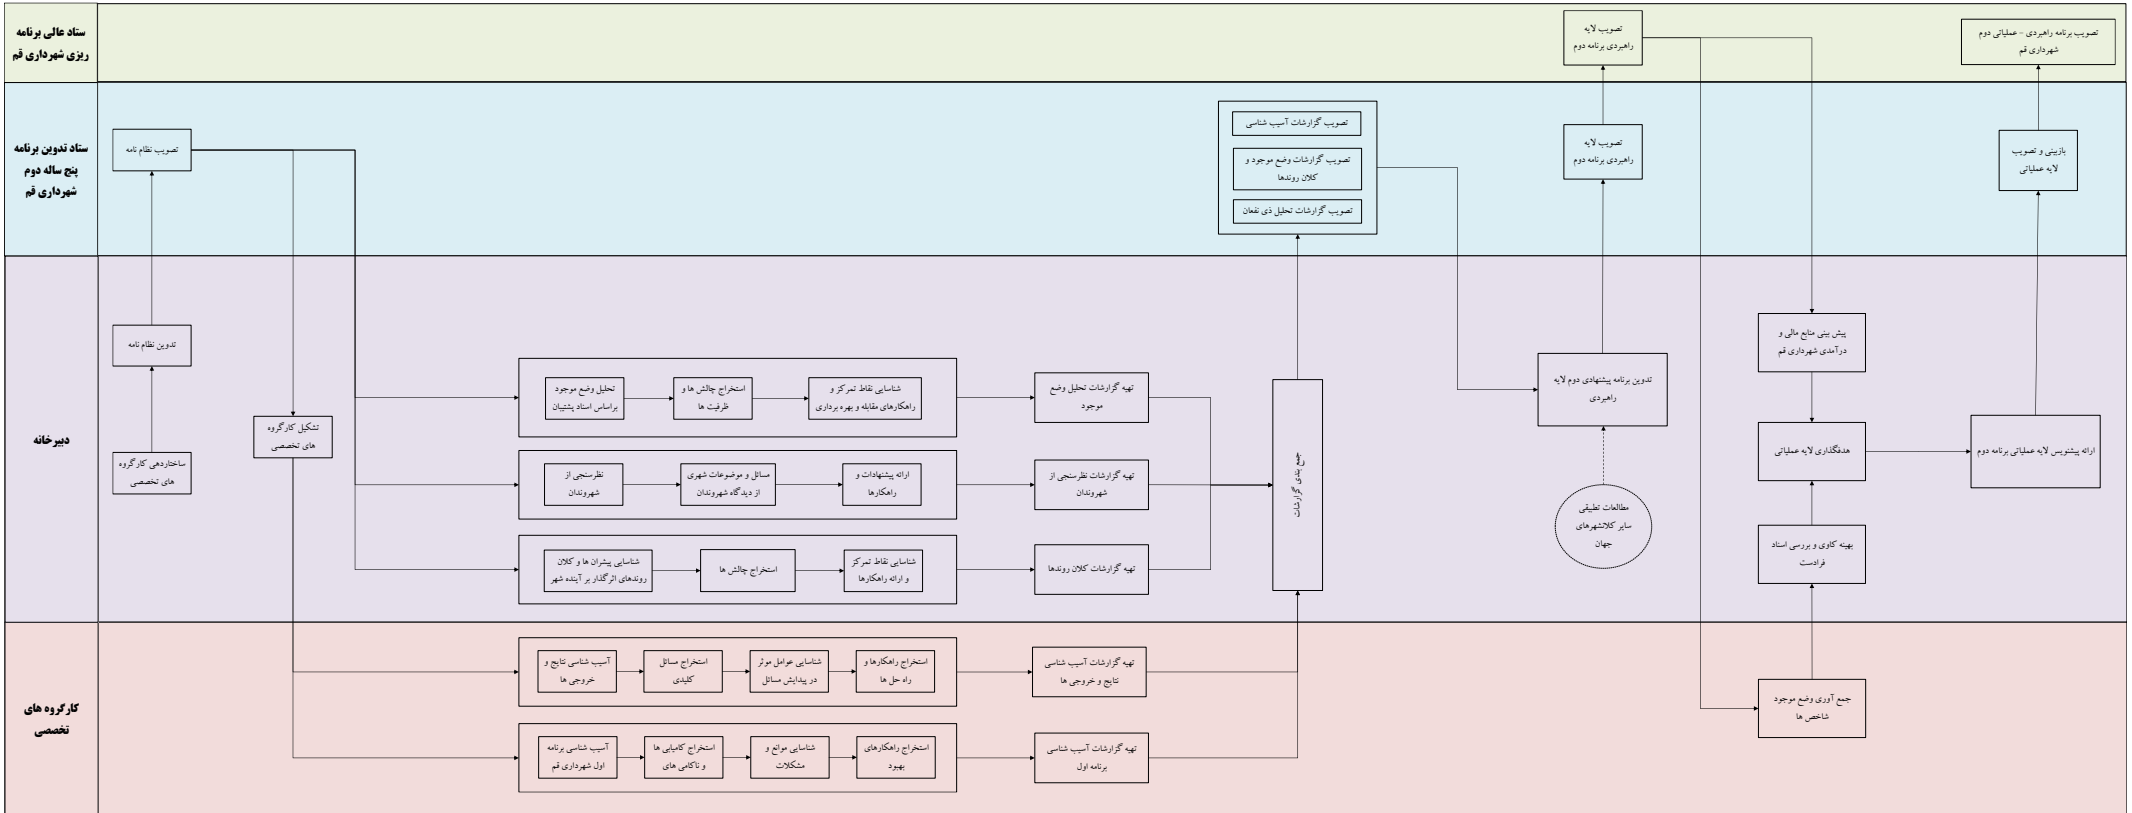 ستاد عالی برنامه
ریزی شهرداری قم
تصویب لایه
راهبردی برنامه دوم
تصویب برنامه راهبردی - عملیاتی دوم
شهرداری قم
ستاد تدوین برنامه
پنج ساله دوم
شهرداری قم
تصویب نظام نامه
تصویب گزارشات آسیب شناسی
تصویب گزارشات وضع موجود و
کلان روندها
تصویب گزارشات تحلیل ذی نفعان
تصویب لایه
راهبردی برنامه دوم
بازبینی و تصویب
لایه عملیاتی
دبیرخانه
تدوین نظام نامه
ساختاردهی کارگروه
های تخصصی
تشکیل کارگروه
های تخصصی
تحلیل وضع موجود
براساس اسناد پشتیبان
استخراج چالش ها و
ظرفیت ها
شناسایی نقاط تمرکز و
راهکارهای مقابله و بهره برداری
تهیه گزارشات تحلیل وضع
موجود
نظرسنجی از
شهروندان
مسائل و موضوعات شهری
از دیدگاه شهروندان
ارائه پیشنهادات و
راهکارها
تهیه گزارشات نظرسنجی از
شهروندان
شناسایی پیشران ها و کلان
روندهای اثرگذار بر آینده شهر
استخراج چالش ها
شناسایی نقاط تمرکز
و ارائه راهکارها
تهیه گزارشات کلان روندها
جمع بندی گزارشات
تدوین برنامه پیشنهادی دوم لایه
راهبردی
مطالعات تطبیقی
سایر کلانشهرهای
جهان
پیش بینی منابع مالی و
درآمدی شهرداری قم
هدفگذاری لایه عملیاتی
بهینه کاوی و بررسی اسناد
فرادست
ارائه پیشنویس لایه عملیاتی برنامه دوم
کارگروه های
تخصصی
آسیب شناسی نتایج و
خروجی ها
استخراج مسائل
کلیدی
شناسایی عوامل موثر
در پیدایش مسائل
استخراج راهکارها و
راه حل ها
تهیه گزارشات آسیب شناسی
نتایج و خروجی ها
آسیب شناسی برنامه
اول شهرداری قم
استخراج کامیابی ها
و ناکامی های
شناسایی موانع و
مشکلات
استخراج راهکارهای
بهبود
تهیه گزارشات آسیب شناسی
برنامه اول
جمع آوری وضع موجود
شاخص ها